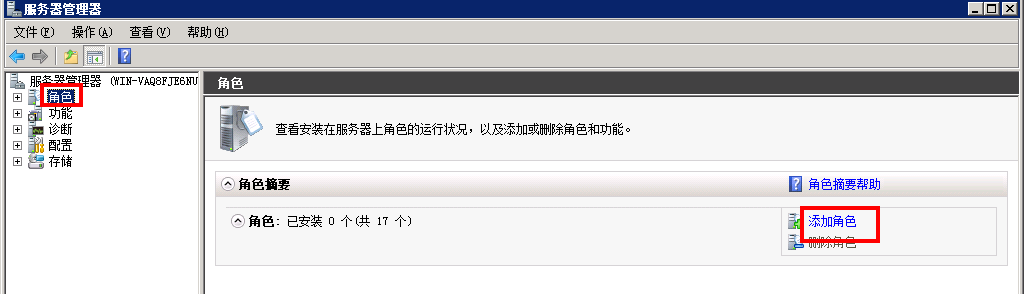 服务器管理器
文件(F) 操作(A) 查看(V) 帮助(H)
服务器管理器 (WIN-VAQ8FJE6NU
角色
功能
诊断
配置
存储
角色
查看安装在服务器上角色的运行状况，以及添加或删除角色和功能。
角色摘要
角色摘要帮助
角色: 已安装 0 个(共 17 个)
添加角色
删除角色